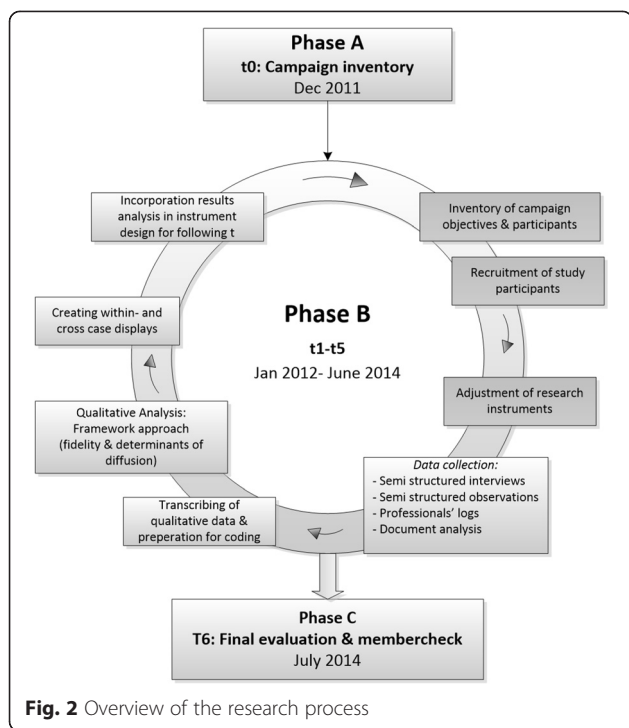 Phase A
t0: Campaign inventory
Dec 2011
Incorporation results
analysis in instrument
design for following t
Inventory of campaign
objectives & participants
Recruitment of study
participants
Creating within- and
cross case displays
Phase B
t1-t5
Jan 2012- June 2014
Adjustment of research
instruments
Qualitative Analysis:
Framework approach
(fidelity & determinants of
diffusion)
Data collection:
- Semi structured interviews
- Semi structured observations
- Professionals' logs
- Document analysis
Transcribing of
qualitative data &
preperation for coding
Phase C
T6: Final evaluation & membercheck
July 2014
Fig. 2 Overview of the research process